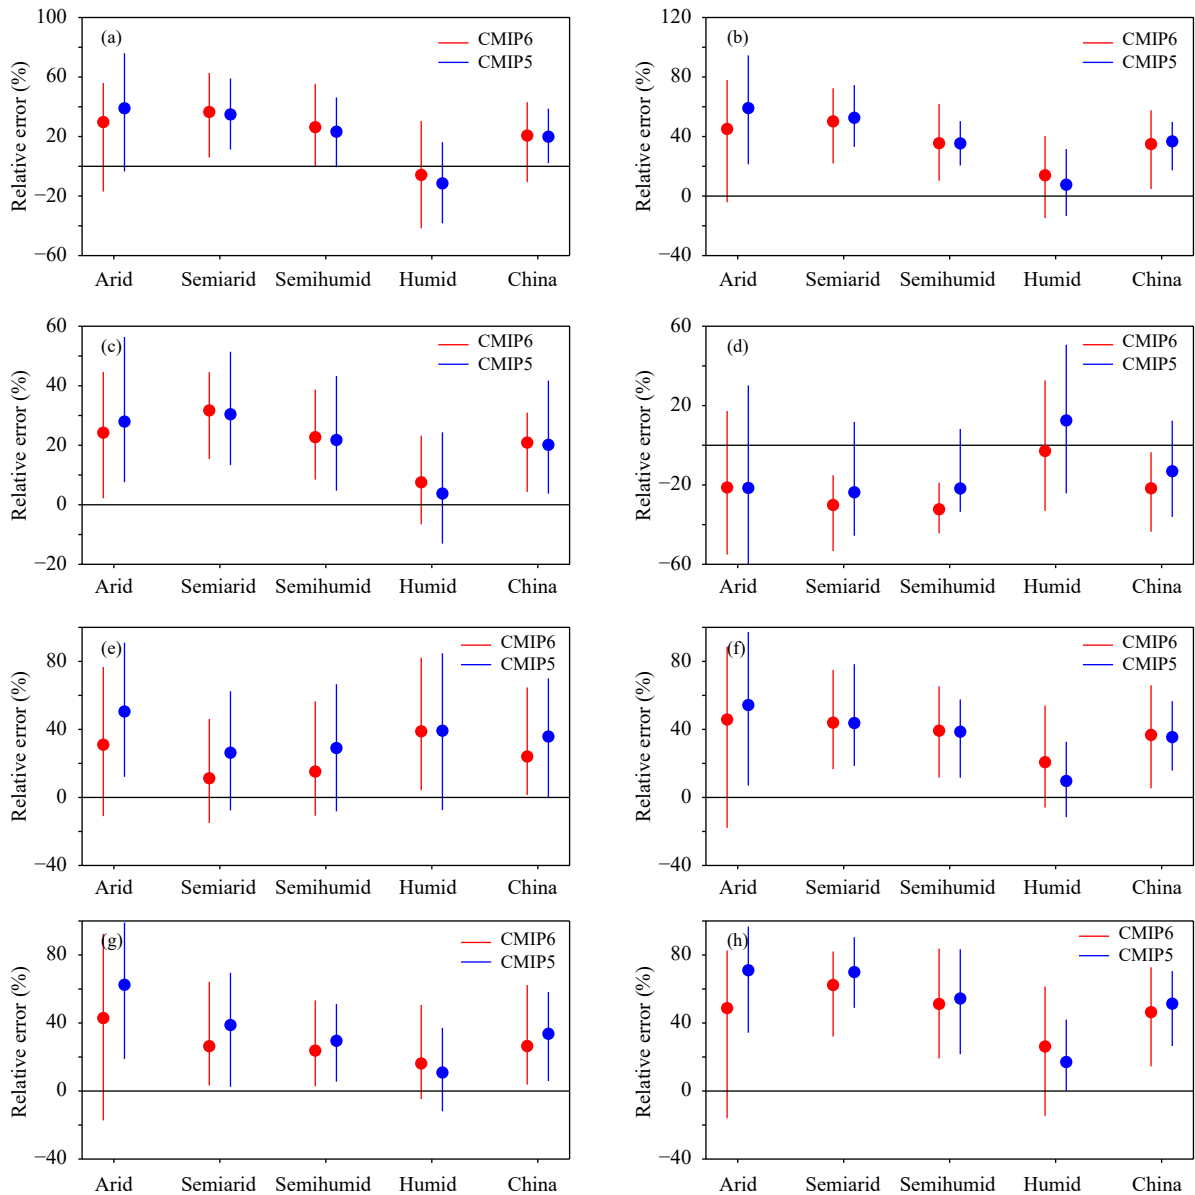 100
60
20
−20
−60
Relative error (%)
(a)
CMIP6
CMIP5
Arid Semiarid Semihumid Humid China
120
80
40
0
−40
Relative error (%)
(b)
CMIP6
CMIP5
Arid Semiarid Semihumid Humid China
60
40
20
0
−20
Relative error (%)
(c)
CMIP6
CMIP5
Arid Semiarid Semihumid Humid China
60
20
−20
−60
Relative error (%)
(d)
CMIP6
CMIP5
Arid Semiarid Semihumid Humid China
80
40
0
−40
Relative error (%)
(e)
CMIP6
CMIP5
Arid Semiarid Semihumid Humid China
80
40
0
−40
Relative error (%)
(f)
CMIP6
CMIP5
Arid Semiarid Semihumid Humid China
80
40
0
−40
Relative error (%)
(g)
CMIP6
CMIP5
Arid Semiarid Semihumid Humid China
80
40
0
−40
Relative error (%)
(h)
CMIP6
CMIP5
Arid Semiarid Semihumid Humid China